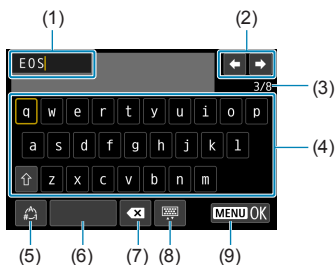 (1) (2)
EOS
3/8 (3)
q w e r t y u i o p
a s d f g h j k l (4)
z x c v b n m
MENU OK
(5) (6) (7) (8) (9)